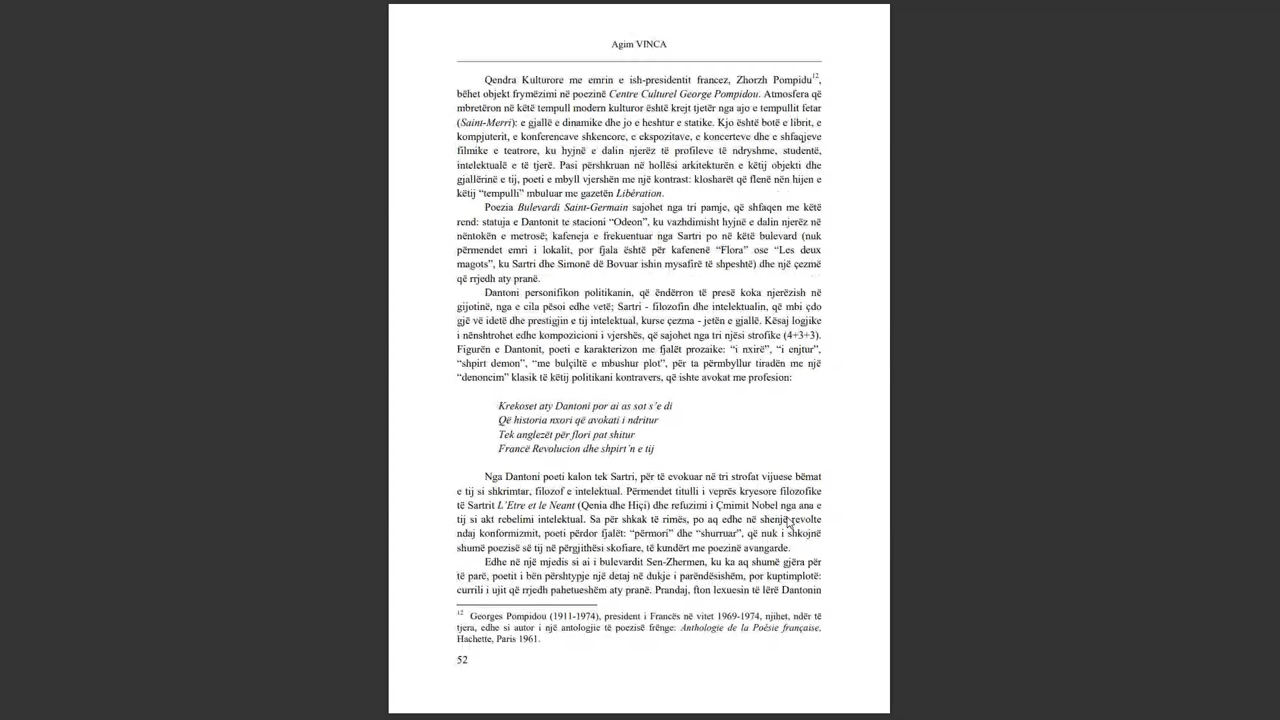 Agim VINCA
Qendra Kulturore me emrin e ish-presidentit francez, Zhorzh Pompidu12,
bëhet objekt frymëzimi në poezinë Centre Culturel George Pompidou. Atmosfera që
mbretëron në këtë tempull modern kulturor është krejt tjetër nga ajo e tempullit fetar
(Saint-Merri): e gjallë e dinamike dhe jo e heshtur e statike. Kjo është botë e librit, e
kompjuterit, e konferencave shkencore, e ekspozitave, e koncerteve dhe e shfaqjeve
filmike e teatrore, ku hyjnë e dalin njerëz të profileve të ndryshme, studentë,
intelektualë e të tjerë. Pasi përshkruan në hollësi arkitekturën e këtij objekti dhe
gjallërinë e tij, poeti e mbyll vjershën me një kontrast: klosharët që flenë nën hijen e
këtij “tempulli” mbuluar me gazetën Libération.
Poezia Bulevardi Saint-Germain sajohet nga tri pamje, që shfaqen me këtë
rend: statuja e Dantonit te stacioni “Odeon”, ku vazhdimisht hyjnë e dalin njerëz në
nëntokën e metrosë; kafeneja e frekuentuar nga Sartri po në këtë bulevard (nuk
përmendet emri i lokalit, por fjala është për kafenenë “Flora” ose “Les deux
magots”, ku Sartri dhe Simonë dë Bovuar ishin mysafirë të shpeshtë) dhe një çezmë
që rrjedh aty pranë.
Dantoni personifikon politikanin, që ëndërron të presë koka njerëzish në
gijotinë, nga e cila pësoi edhe vetë; Sartri - filozofin dhe intelektualin, që mbi çdo
gjë vë idetë dhe prestigjin e tij intelektual, kurse çezma - jetën e gjallë. Kësaj logjike
i nënshtrohet edhe kompozicioni i vjershës, që sajohet nga tri njësi strofike (4+3+3).
Figurën e Dantonit, poeti e karakterizon me fjalët prozaike: “i nxirë”, “i enjtur”,
“shpirt demon”, “me bulçiltë e mbushur plot”, për ta përmbyllur tiradën me një
“denoncim” klasik të këtij politikani kontravers, që ishte avokat me profesion:
Krekoset aty Dantoni por ai as sot s’e di
Që historia nxori që avokati i ndritur
Tek anglezët për flori pat shitur
Francë Revolucion dhe shpirt’n e tij
Nga Dantoni poeti kalon tek Sartri, për të evokuar në tri strofat vijuese bëmat
e tij si shkrimtar, filozof e intelektual. Përmendet titulli i veprës kryesore filozofike
të Sartrit L’Etre et le Neant (Qenia dhe Hiçi) dhe refuzimi i Çmimit Nobel nga ana e
tij si akt rebelimi intelektual. Sa për shkak të rimës, po aq edhe në shenjë revolte
ndaj konformizmit, poeti përdor fjalët: “përmori” dhe “shurruar”, që nuk i shkojnë
shumë poezisë së tij në përgjithësi skofiare, të kundërt me poezinë avangarde.
Edhe në një mjedis si ai i bulevardit Sen-Zhermen, ku ka aq shumë gjëra për
të parë, poetit i bën përshtypje një detaj në dukje i parëndësishëm, por kuptimplotë:
currili i ujit që rrjedh pahetueshëm aty pranë. Prandaj, fton lexuesin të lërë Dantonin
12 Georges Pompidou (1911-1974), president i Francës në vitet 1969-1974, njihet, ndër të
tjera, edhe si autor i një antologjie të poezisë frënge: Anthologie de la Poésie française,
Hachette, Paris 1961.
52